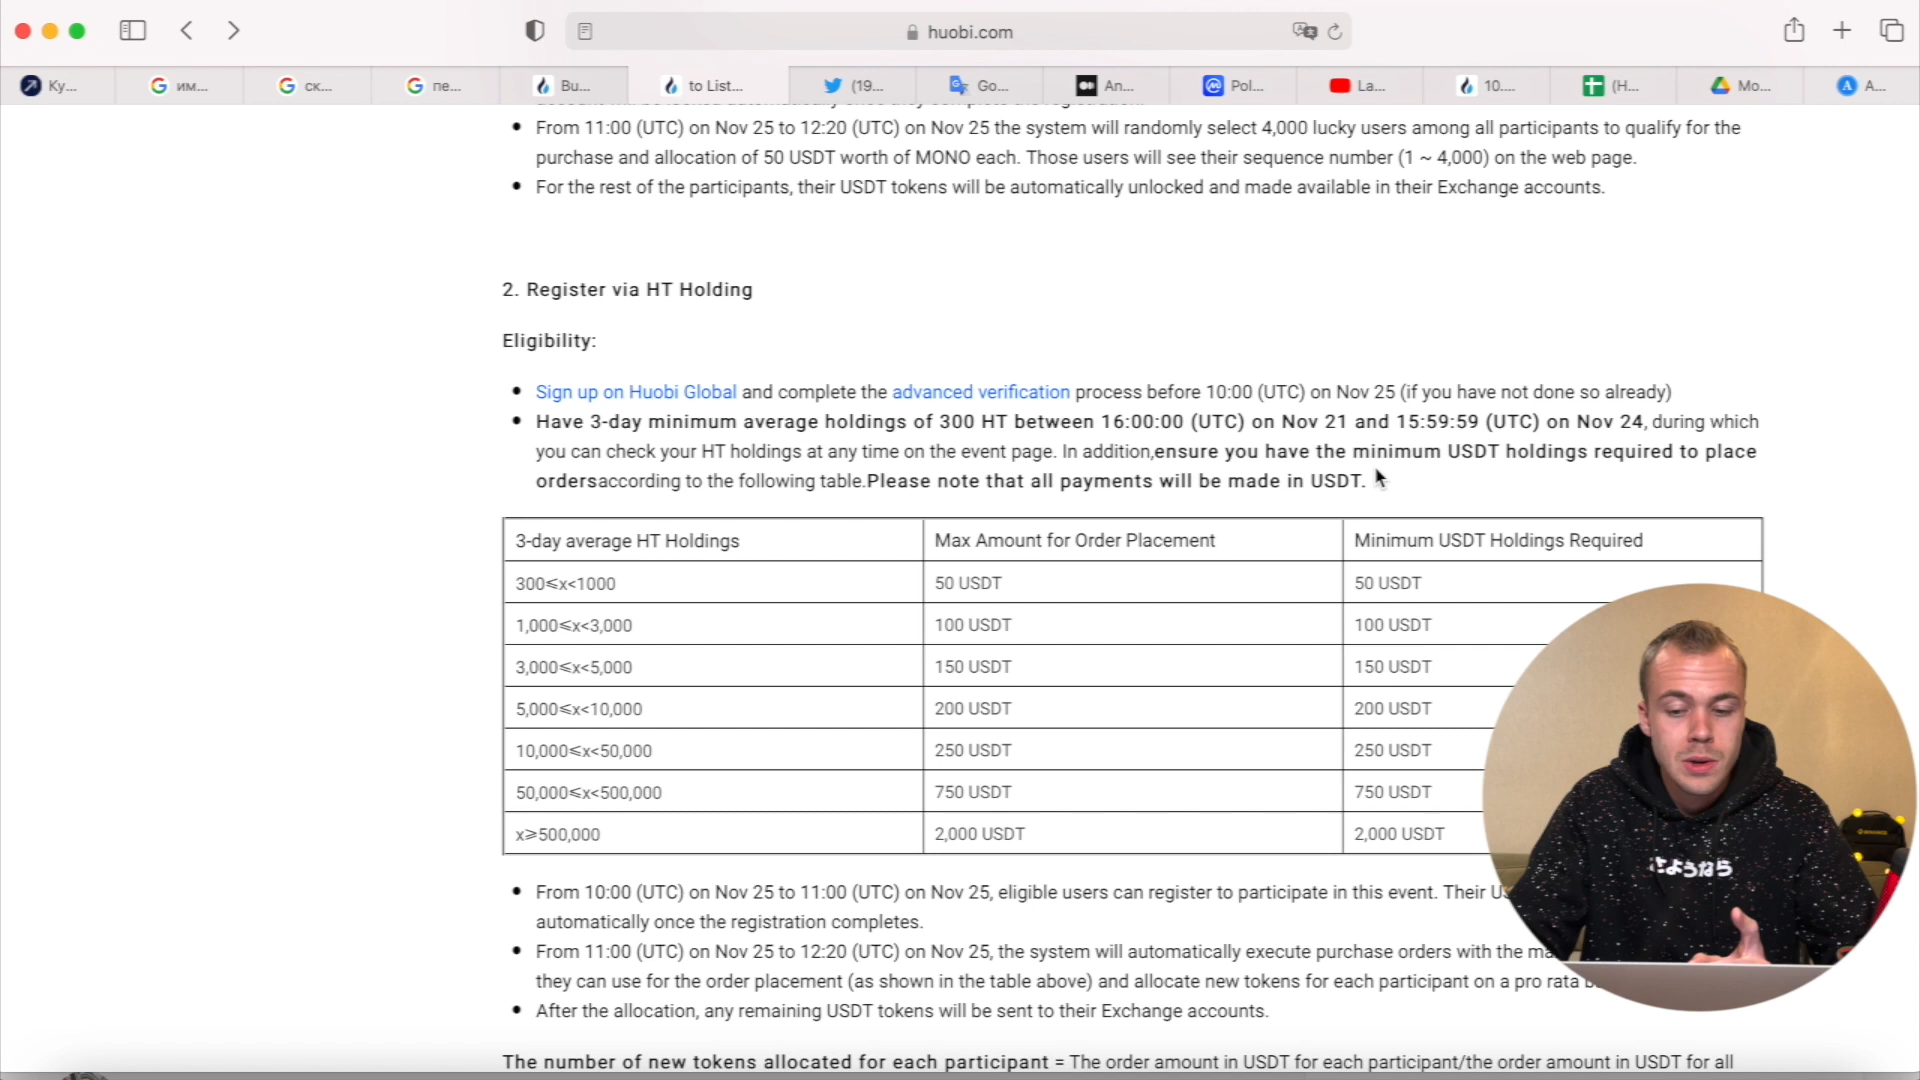 huobi.com
Ку...
им...
ск...
пе...
Bu...
to List...
(19...
Go...
An...
Pol...
La...
10....
(H...
Mo...
A...
From 11:00 (UTC) on Nov 25 to 12:20 (UTC) on Nov 25 the system will randomly select 4,000 lucky users among all participants to qualify for the
purchase and allocation of 50 USDT worth of MONO each. Those users will see their sequence number (1 ~ 4,000) on the web page.
For the rest of the participants, their USDT tokens will be automatically unlocked and made available in their Exchange accounts.
2. Register via HT Holding
Eligibility:
Sign up on Huobi Global and complete the advanced verification process before 10:00 (UTC) on Nov 25 (if you have not done so already)
Have 3-day minimum average holdings of 300 HT between 16:00:00 (UTC) on Nov 21 and 15:59:59 (UTC) on Nov 24, during which
you can check your HT holdings at any time on the event page. In addition,ensure you have the minimum USDT holdings required to place
ordersaccording to the following table.Please note that all payments will be made in USDT.
3-day average HT Holdings Max Amount for Order Placement Minimum USDT Holdings Required
300≤x<1000 50 USDT 50 USDT
1,000≤x<3,000 100 USDT 100 USDT
3,000≤x<5,000 150 USDT 150 USDT
5,000≤x<10,000 200 USDT 200 USDT
10,000≤x<50,000 250 USDT 250 USDT
50,000≤x<500,000 750 USDT 750 USDT
x≥500,000 2,000 USDT 2,000 USDT
さようなら
From 10:00 (UTC) on Nov 25 to 11:00 (UTC) on Nov 25, eligible users can register to participate in this event. Their
automatically once the registration completes.
From 11:00 (UTC) on Nov 25 to 12:20 (UTC) on Nov 25, the system will automatically execute purchase orders with the
they can use for the order placement (as shown in the table above) and allocate new tokens for each participant on a pro rata
After the allocation, any remaining USDT tokens will be sent to their Exchange accounts.
The number of new tokens allocated for each participant = The order amount in USDT for each participant/the order amount in USDT for all